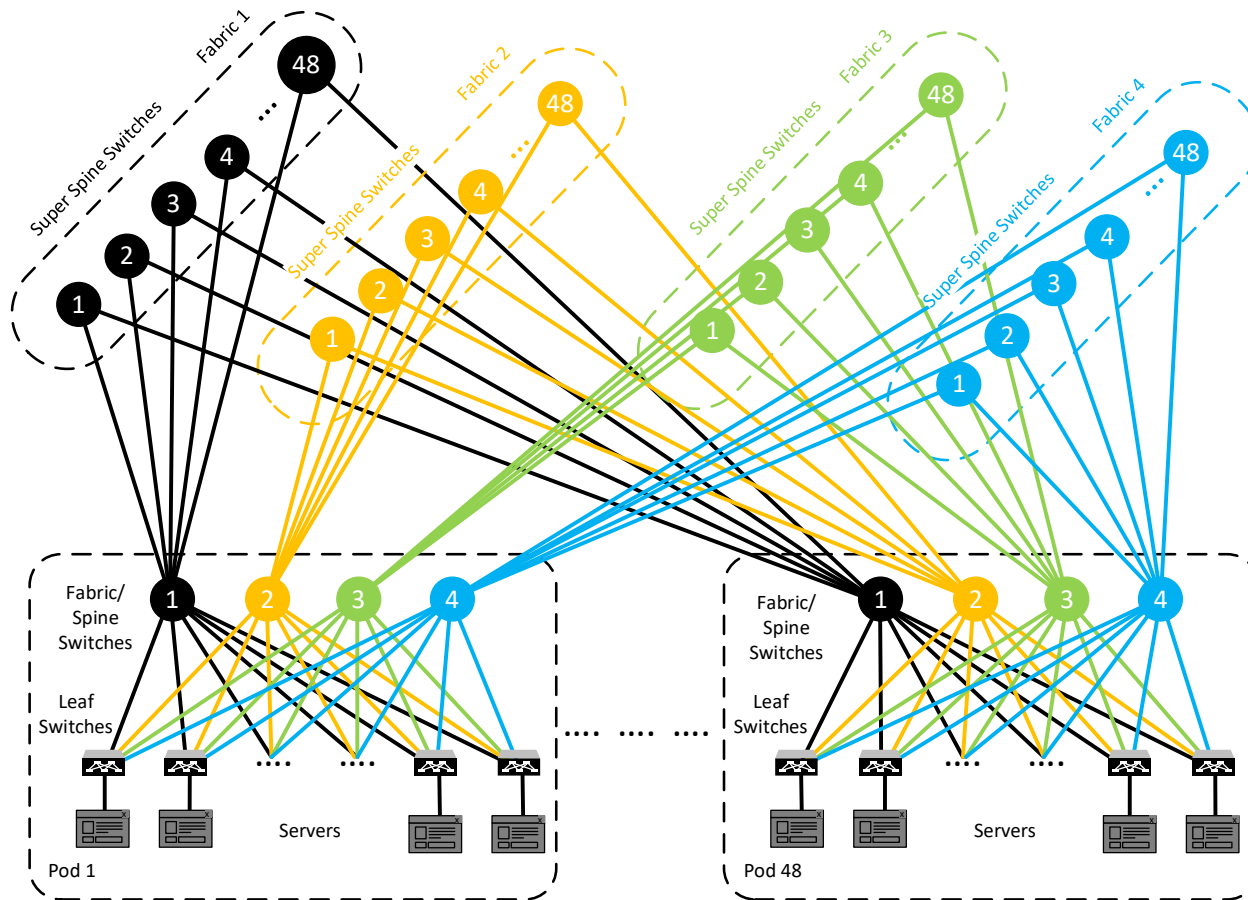 Fabric 1
Super Spine Switches
48
4
3
2
1
Fabric 2
Super Spine Switches
48
4
3
2
1
Fabric 3
Super Spine Switches
48
4
3
2
1
Fabric 4
Super Spine Switches
48
4
3
2
1
Fabric/
Spine
Switches
1
2
3
4
Leaf
Switches
X
X
X
X
Servers
Pod 1
Fabric/
Spine
Switches
1
2
3
4
Leaf
Switches
X
X
X
X
Servers
Pod 48